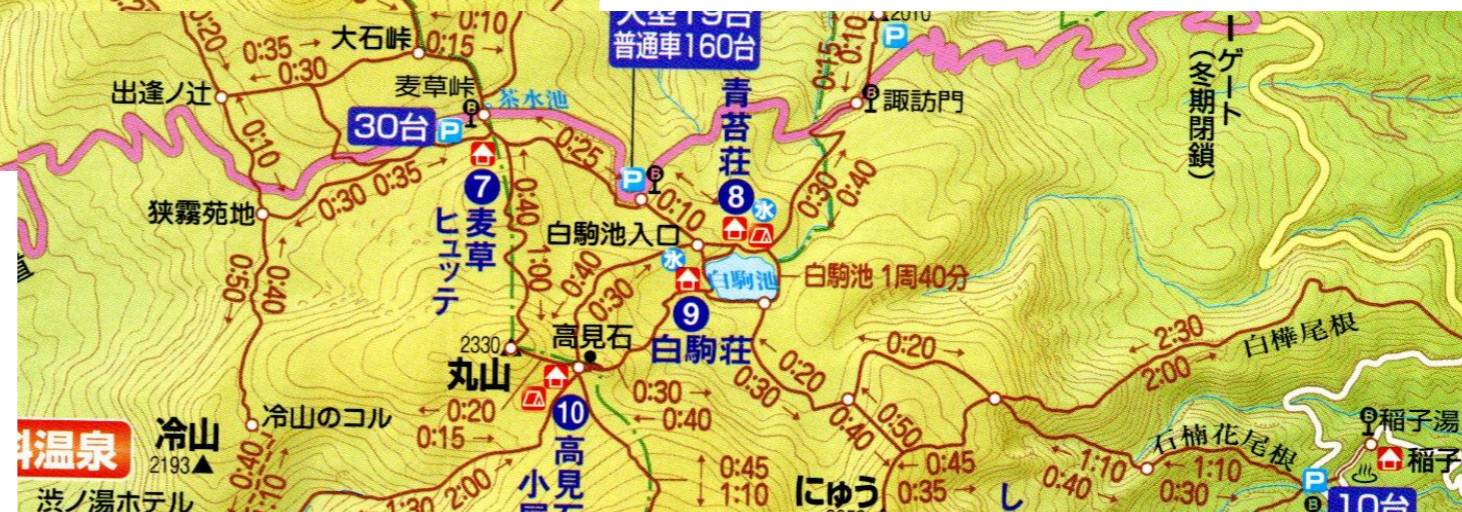 0:20
0:35 →
← 0:30
大石峠
0:10
0:15 →
大型19台
普通車160台
2010
P
0:15
0:10
ーゲート
(冬期閉鎖)
出逢ノ辻
麦草峠
B
茶水池
30台
P
青苔荘
8
水
B
諏訪門
0:10
← 0:30
0:35 →
← 0:25
P
B
0:10 →
0:30 →
← 0:40
狭霧苑地
7
麦草
ヒュッテ
0:40
1:00
白駒池入口
水
白駒池
白駒池 1周40分
0:50
0:40
← 0:40
0:30 →
9
白駒荘
高見石
2330
丸山
← 0:20
0:30 →
← 0:20
← 2:30
2:00 →
白樺尾根
冷山のコル
← 0:20
0:15 →
10
高見石
小屋
0:30 →
← 0:40
0:40 →
← 0:50
科温泉
冷山
2193
0:40
0:10
渋ノ湯ホテル
1:30
2:00
0:45
1:10
にゅう
← 0:45
0:35 →
し
← 1:10
0:40 →
石楠花尾根
← 1:10
0:30 →
B
稲子湯
稲子
P
B
10台